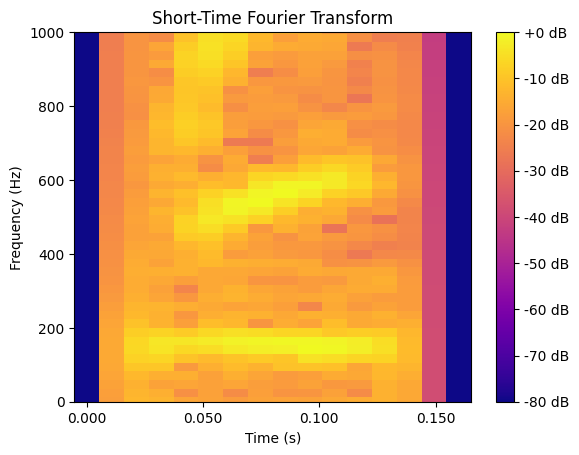 Short-Time Fourier Transform
1000
800
600
400
200
0
Frequency (Hz)
0.000
0.050
0.100
0.150
Time (s)
+0 dB
-10 dB
-20 dB
-30 dB
-40 dB
-50 dB
-60 dB
-70 dB
-80 dB